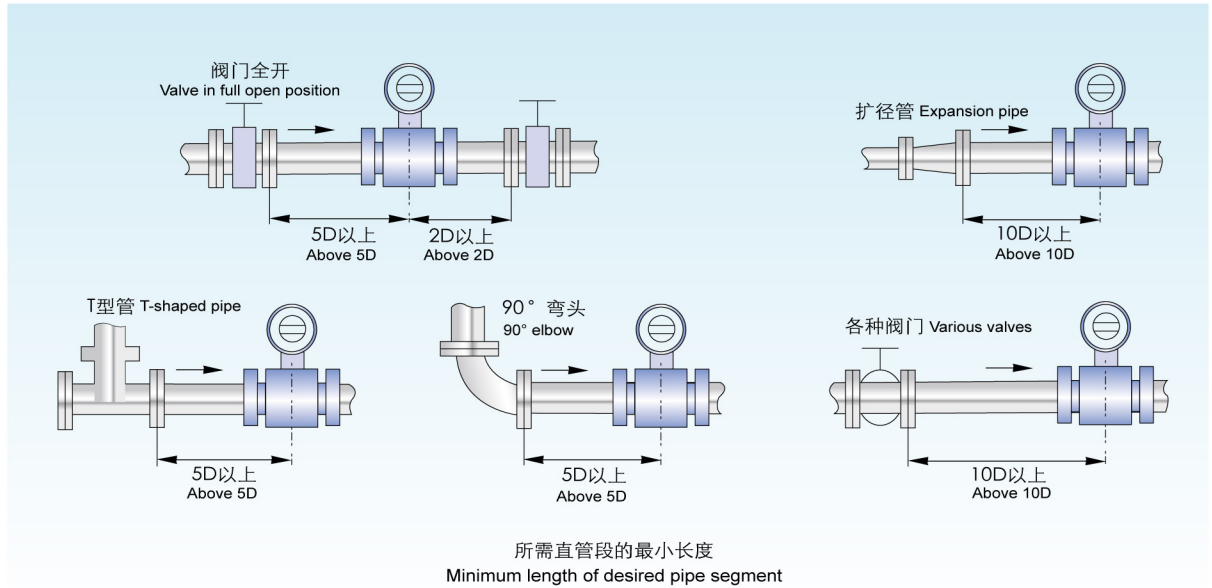 阀门全开
Valve in full open position
5D以上
Above 5D
2D以上
Above 2D
扩径管 Expansion pipe
10D以上
Above 10D
T型管 T-shaped pipe
5D以上
Above 5D
90° 弯头
90° elbow
5D以上
Above 5D
各种阀门 Various valves
10D以上
Above 10D
所需直管段的最小长度
Minimum length of desired pipe segment